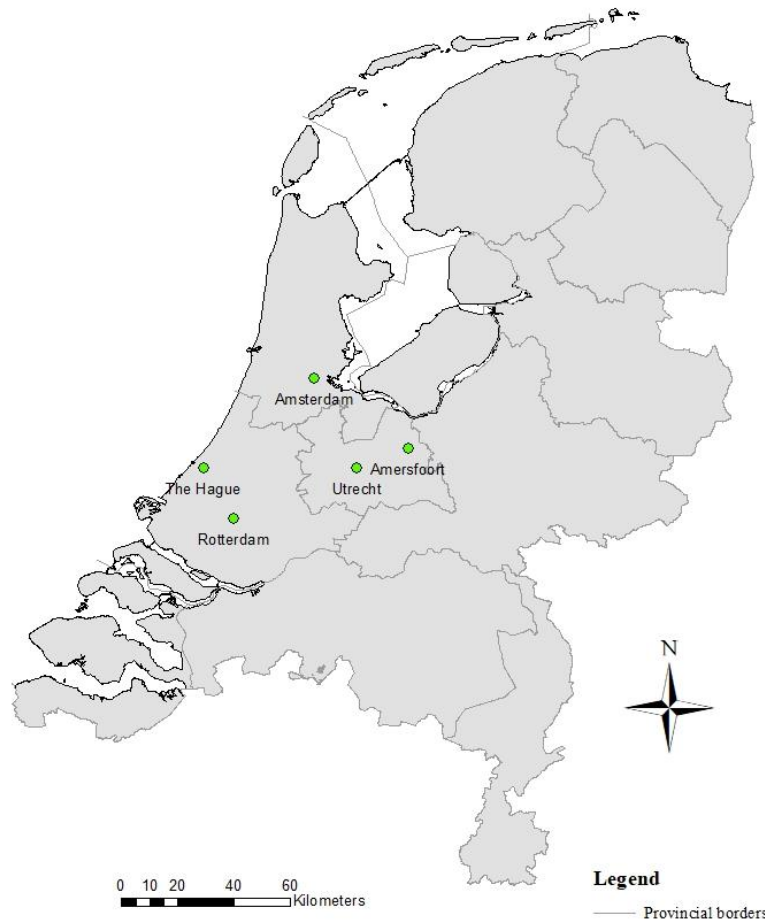 Amsterdam
Amersfoort
Utrecht
The Hague
Rotterdam
N
0 10 20 40 60
Kilometers
Legend
Provincial borders